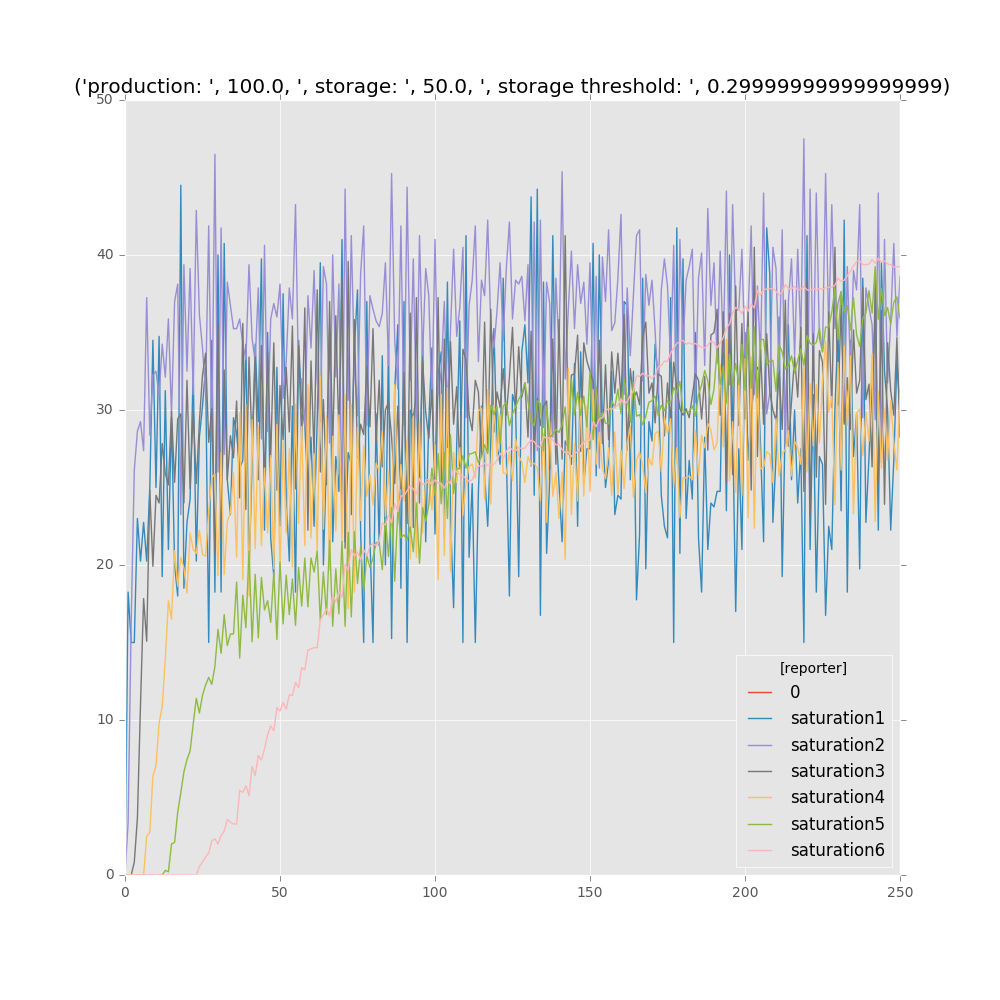 ('production: ', 100.0, ', storage: ', 50.0, ', storage threshold: ', 0.29999999999999999)
50
40
30
20
10
0
0 50 100 150 200 250
[reporter]
0
saturation1
saturation2
saturation3
saturation4
saturation5
saturation6